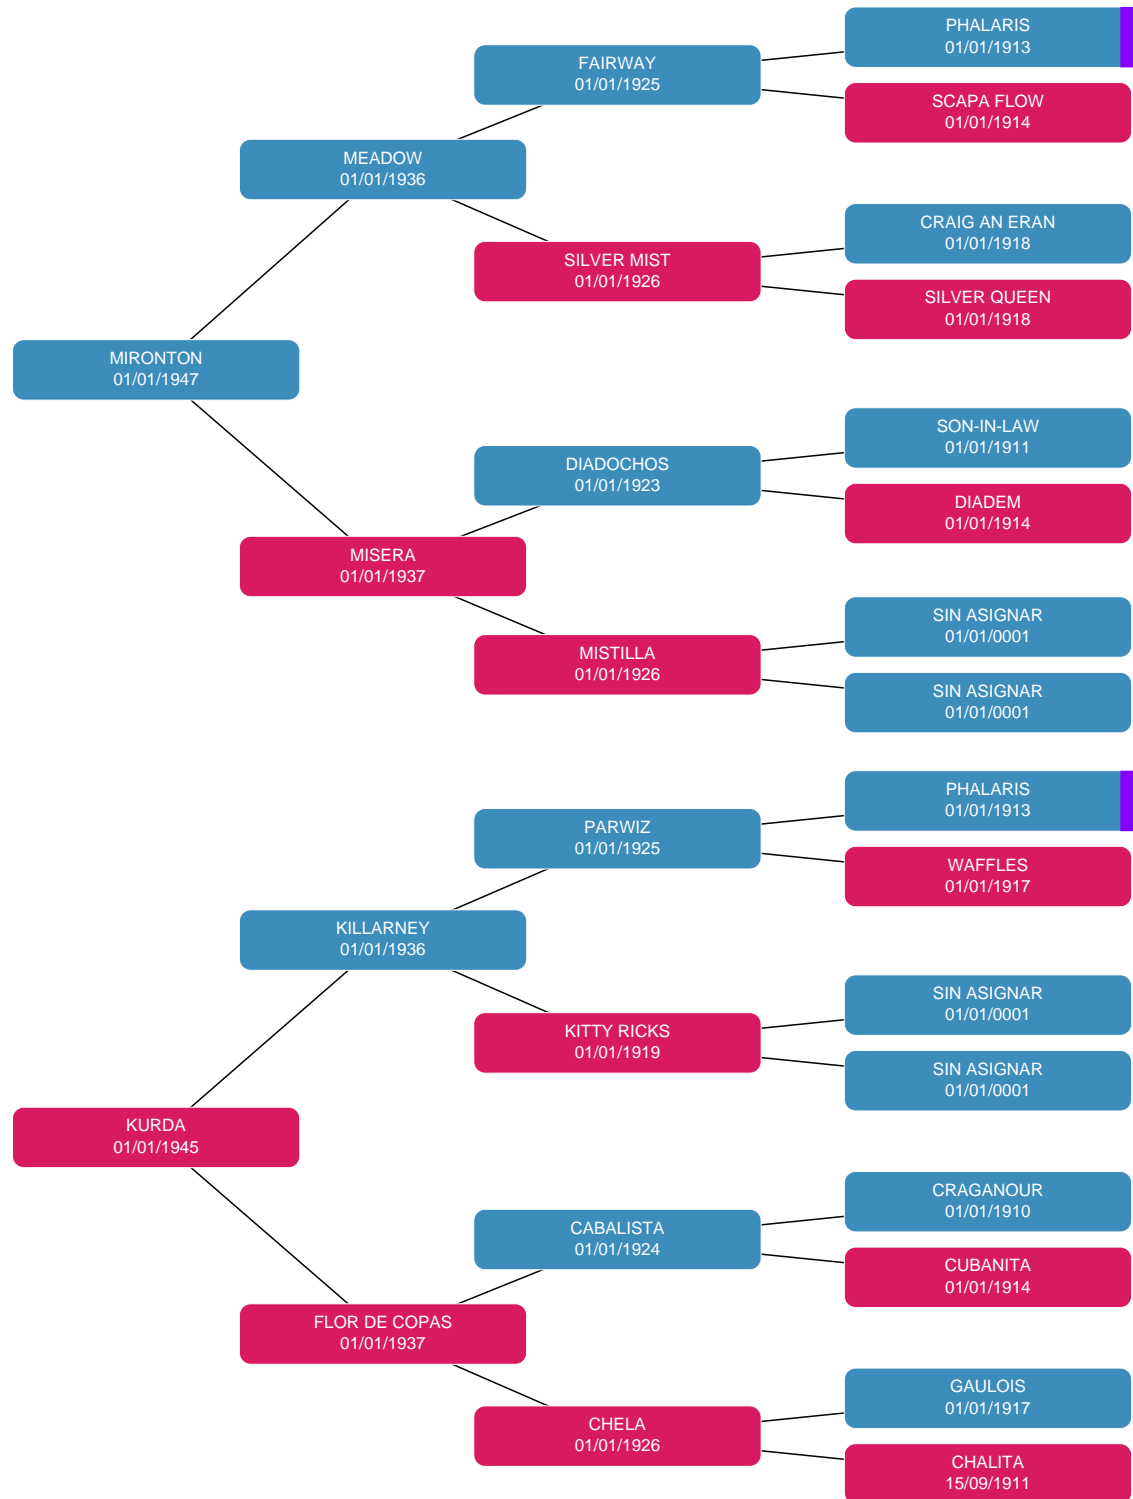 PHALARIS
01/01/1913
FAIRWAY
01/01/1925
SCAPA FLOW
01/01/1914
MEADOW
01/01/1936
CRAIG AN ERAN
01/01/1918
SILVER MIST
01/01/1926
SILVER QUEEN
01/01/1918
MIRONTON
01/01/1947
SON-IN-LAW
01/01/1911
DIADOCHOS
01/01/1923
DIADEM
01/01/1914
MISERA
01/01/1937
SIN ASIGNAR
01/01/0001
MISTILLA
01/01/1926
SIN ASIGNAR
01/01/0001
PHALARIS
01/01/1913
PARWIZ
01/01/1925
WAFFLES
01/01/1917
KILLARNEY
01/01/1936
SIN ASIGNAR
01/01/0001
KITTY RICKS
01/01/1919
SIN ASIGNAR
01/01/0001
KURDA
01/01/1945
CRAGANOUR
01/01/1910
CABALISTA
01/01/1924
CUBANITA
01/01/1914
FLOR DE COPAS
01/01/1937
GAULOIS
01/01/1917
CHELA
01/01/1926
CHALITA
15/09/1911